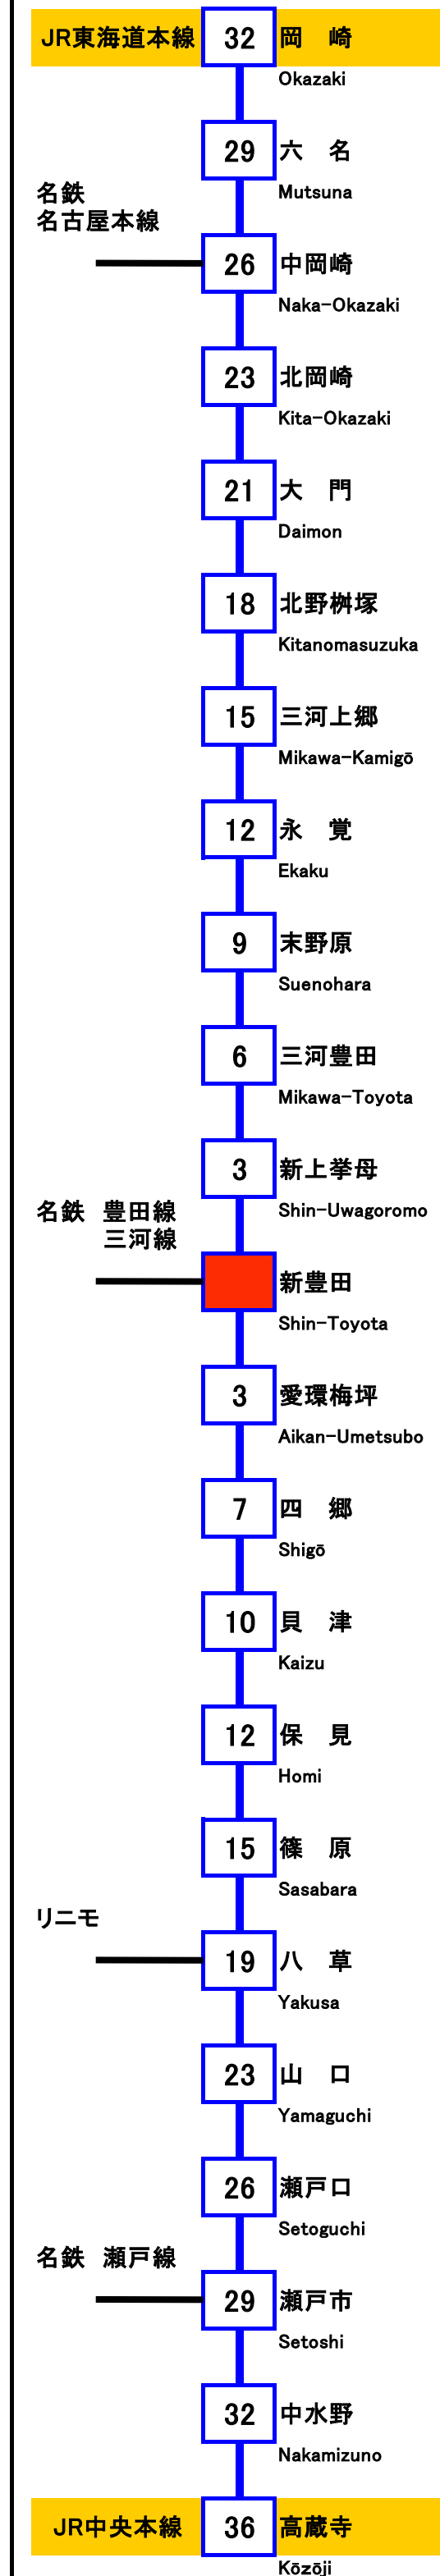 JR東海道本線 32 岡　崎
Okazaki
29 六　名
Mutsuna
名鉄
名古屋本線
26 中岡崎
Naka-Okazaki
23 北岡崎
Kita-Okazaki
21 大　門
Daimon
18 北野桝塚
Kitanomasuzuka
15 三河上郷
Mikawa-Kamigō
12 永　覚
Ekaku
9 末野原
Suenohara
6 三河豊田
Mikawa-Toyota
3 新上挙母
Shin-Uwagoromo
名鉄　豊田線
三河線
新豊田
Shin-Toyota
3 愛環梅坪
Aikan-Umetsubo
7 四　郷
Shigō
10 貝　津
Kaizu
12 保　見
Homi
15 篠　原
Sasabara
リニモ
19 八　草
Yakusa
23 山　口
Yamaguchi
26 瀬戸口
Setoguchi
名鉄　瀬戸線
29 瀬戸市
Setoshi
32 中水野
Nakamizuno
JR中央本線 36 高蔵寺
Kōzōji